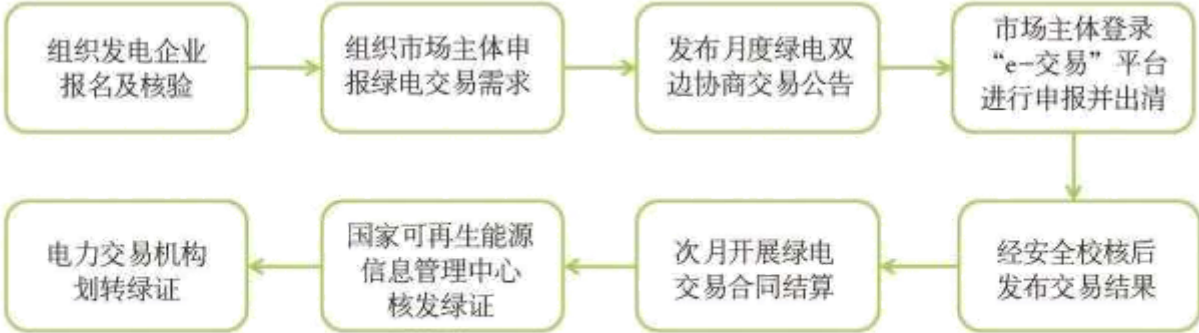 组织发电企业
报名及核验
组织市场主体申
报绿电交易需求
发布月度绿电双
边协商交易公告
市场主体登录
“e-交易”平台
进行申报并出清
经安全校核后
发布交易结果
次月开展绿电
交易合同结算
国家可再生能源
信息管理中心
核发绿证
电力交易机构
划转绿证